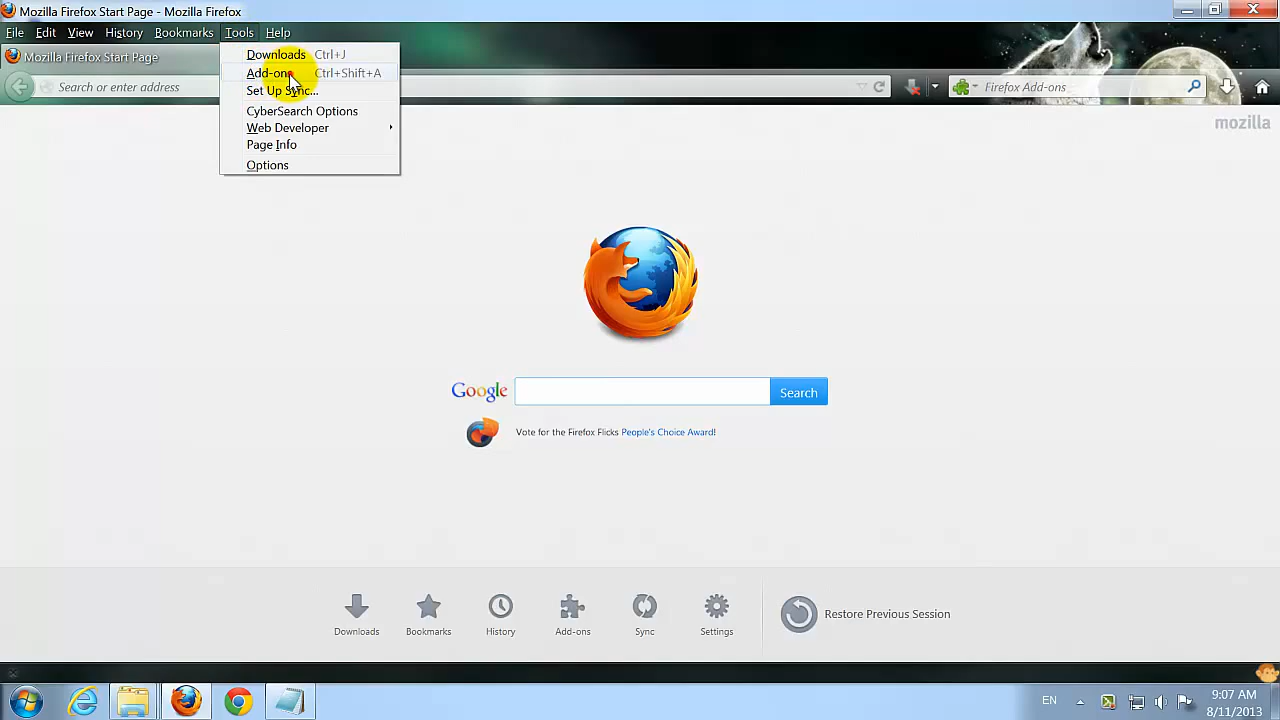 Mozilla Firefox Start Page - Mozilla Firefox
File Edit View History Bookmarks Tools Help
Mozilla Firefox Start Page
Downloads Ctrl+J
Add-ons Ctrl+Shift+A
Set Up Sync...
CyberSearch Options
Web Developer
Page Info
Options
Search or enter address
Firefox Add-ons
mozilla
Google
Search
Vote for the Firefox Flicks People's Choice Award!
Downloads Bookmarks History Add-ons Sync Settings
Restore Previous Session
EN
9:07 AM
8/11/2013